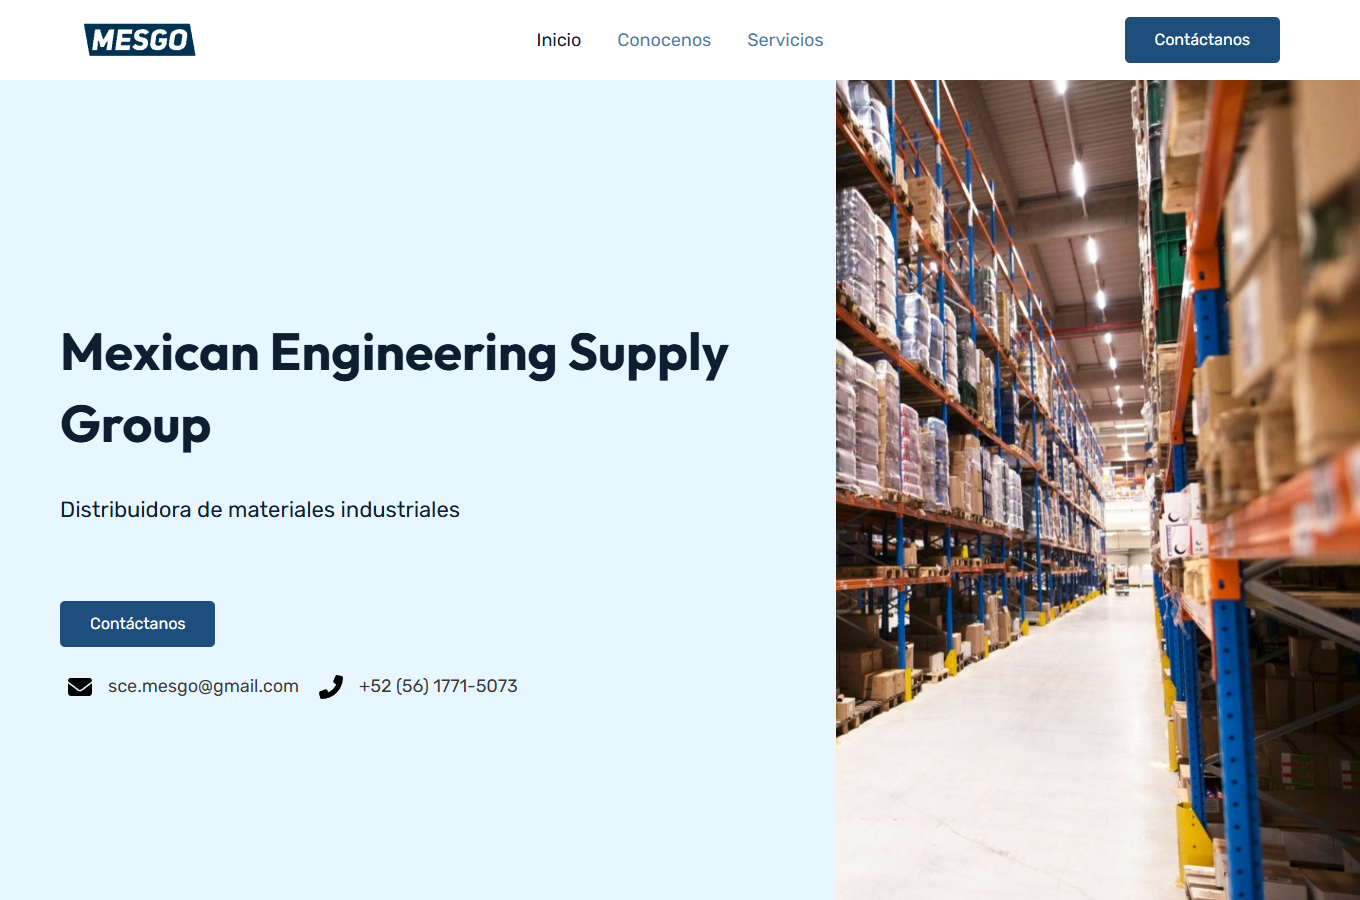 MESGO
Inicio
Conocenos
Servicios
Contáctanos
Mexican Engineering Supply
Group
Distribuidora de materiales industriales
Contáctanos
sce.mesgo@gmail.com
+52 (56) 1771-5073